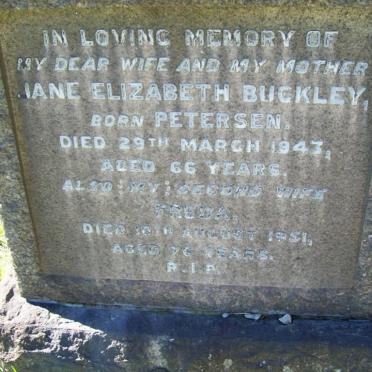 IN LOVING MEMORY OF
MY DEAR WIFE AND MY MOTHER
JANE ELIZABETH BUCKLEY,
BORN PETERSEN.
DIED 29TH MARCH 1943,
AGED 66 YEARS.
ALSO MY SECOND WIFE
FREDA,
DIED AUGUST 1951,
AGED 76 YEARS.
R.I.P.